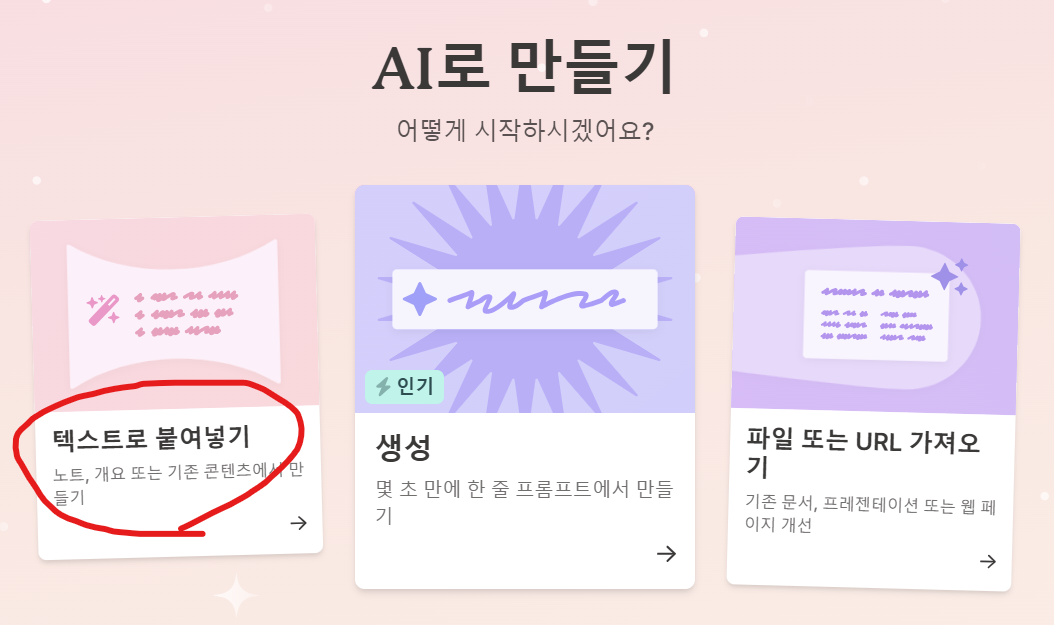 AI로 만들기
어떻게 시작하시겠어요?
텍스트로 붙여넣기
노트, 개요 또는 기존 콘텐츠에서 만
들기
인기
생성
몇 초 만에 한 줄 프롬프트에서 만들
기
파일 또는 URL 가져오
기
기존 문서, 프레젠테이션 또는 웹 페
이지 개선